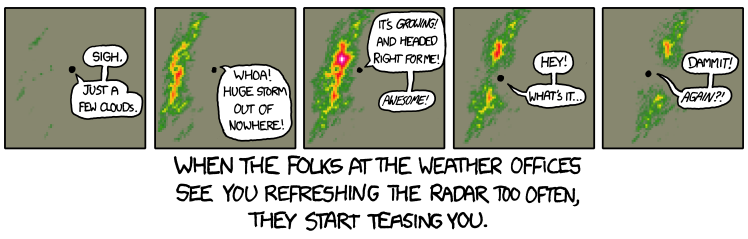 SIGH.
JUST A
FEW CLOUDS.
WHOA!
HUGE STORM
OUT OF
NOWHERE!
IT'S GROWING!
AND HEADED
RIGHT FOR ME!
AWESOME!
HEY!
WHAT'S IT...
DAMMIT!
AGAIN?!
WHEN THE FOLKS AT THE WEATHER OFFICES
SEE YOU REFRESHING THE RADAR TOO OFTEN,
THEY START TEASING YOU.